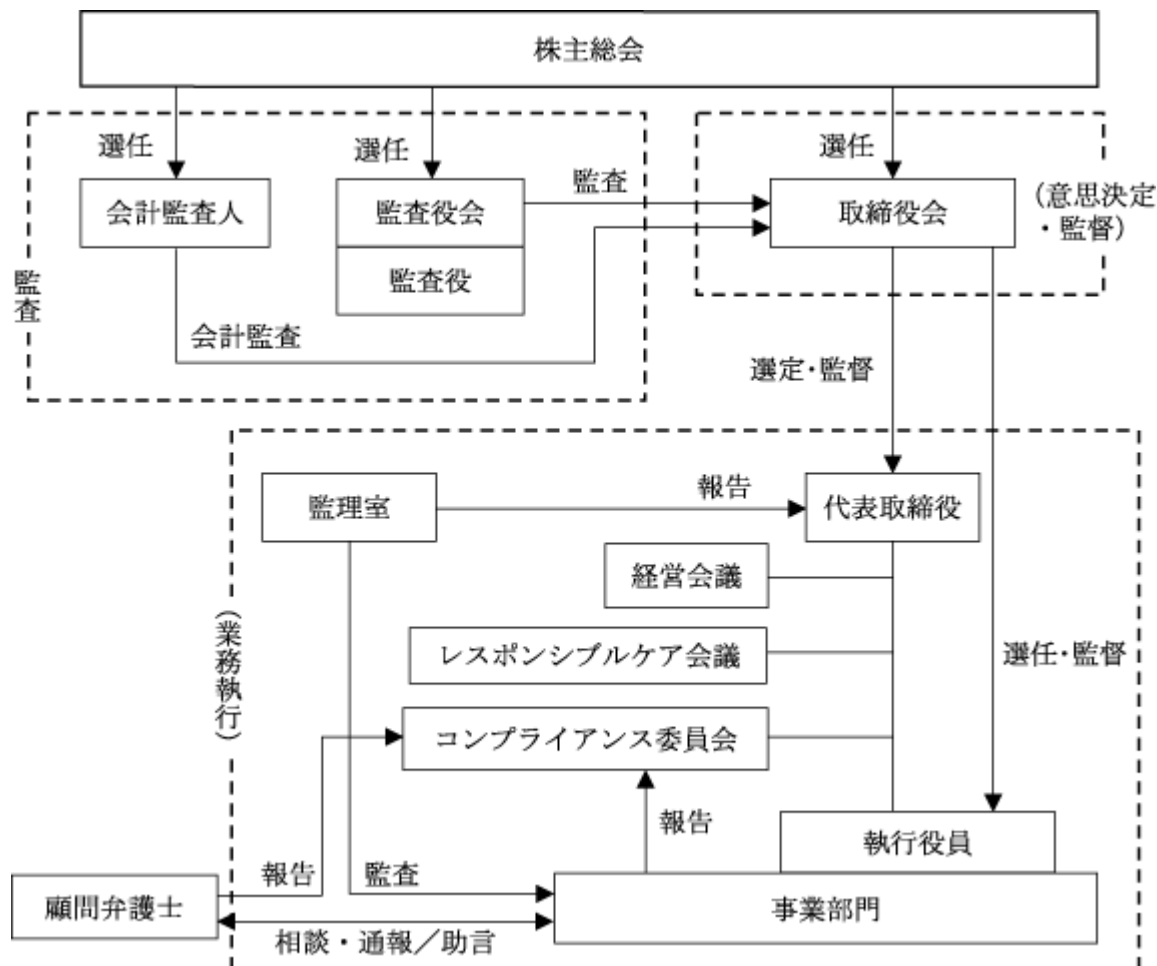 株主総会
選任
選任
選任
会計監査人
監査役会
監査
取締役会
(意思決定
・監督)
監査役
監査
会計監査
選定・監督
監理室
報告
代表取締役
経営会議
レスポンシブルケア会議
(業務執行)
選任・監督
コンプライアンス委員会
報告
執行役員
報告
監査
顧問弁護士
事業部門
相談・通報/助言